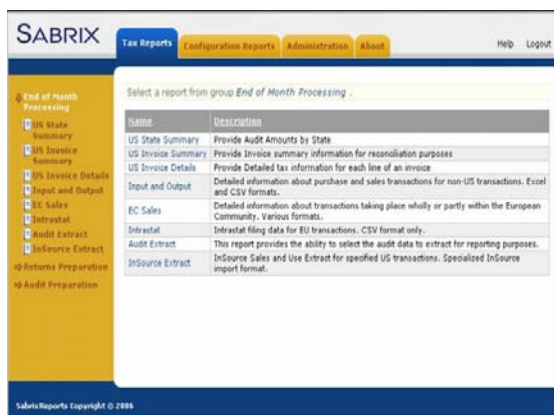 SABRIX
Tax Reports
Configuration Reports
Administration
About
Help
Logout
End of Month
Processing
US State
Summary
US Invoice
Summary
US Invoice Details
Input and Output
EC Sales
Intrastat
Audit Extract
InSource Extract
Returns Preparation
Audit Preparation
Select a report from group End of Month Processing .
Name Description
US State Summary Provide Audit Amounts by State
US Invoice Summary Provide Invoice summary information for reconciliation purposes
US Invoice Details Provide Detailed tax information for each line of an invoice
Input and Output Detailed information about purchase and sales transactions for non-US transactions. Excel
and CSV formats.
EC Sales Detailed information about transactions taking place wholly or partly within the European
Community. Various formats.
Intrastat Intrastat filing data for EU transactions. CSV format only.
Audit Extract This report provides the ability to select the audit data to extract for reporting purposes.
InSource Extract InSource Sales and Use Extract for specified US transactions. Specialized InSource
import format.
SabrixReports Copyright © 2006